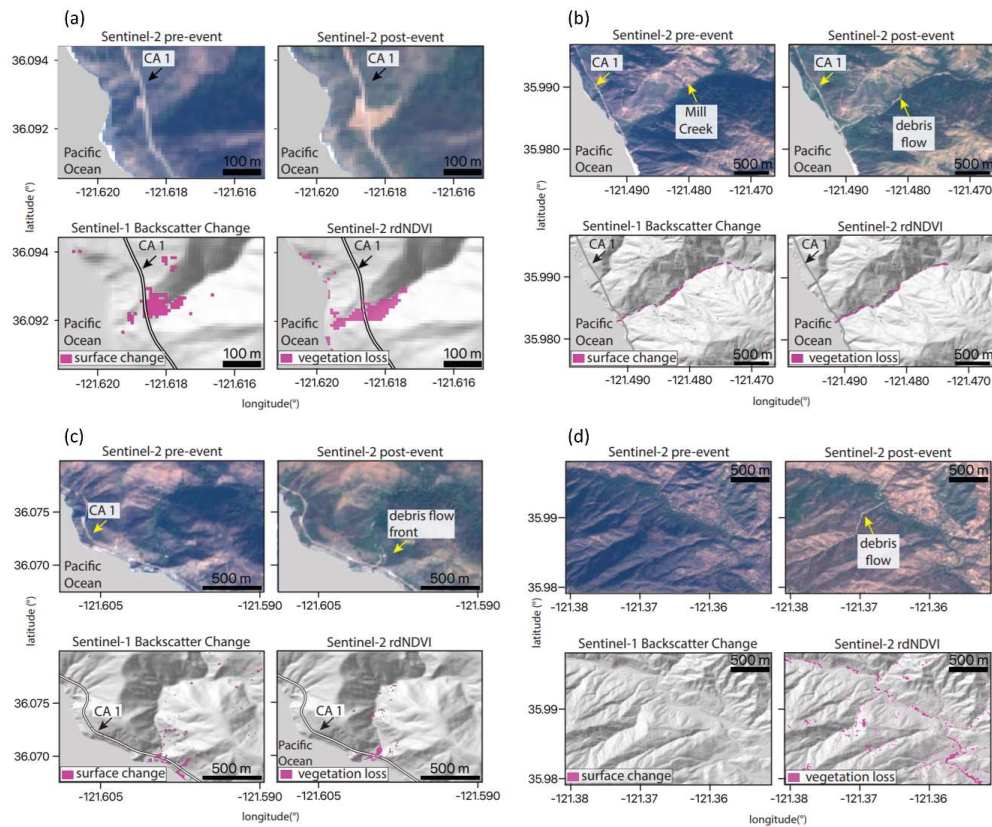 (a)
Sentinel-2 pre-event
Sentinel-2 post-event
36.094
36.092
CA 1
CA 1
Pacific
Ocean
Pacific
Ocean
100 m
100 m
-121.620
-121.618
-121.616
-121.620
-121.618
-121.616
latitude (°)
Sentinel-1 Backscatter Change
Sentinel-2 rdNDVI
36.094
36.092
CA 1
CA 1
Pacific
Ocean
Pacific
Ocean
surface change
100 m
vegetation loss
100 m
-121.620
-121.618
-121.616
-121.620
-121.618
-121.616
longitude(°)
(b)
Sentinel-2 pre-event
Sentinel-2 post-event
35.990
35.980
CA 1
CA 1
Mill
Creek
debris
flow
Pacific
Ocean
Pacific
Ocean
500 m
500 m
-121.490
-121.480
-121.470
-121.490
-121.480
-121.470
latitude (°)
Sentinel-1 Backscatter Change
Sentinel-2 rdNDVI
35.990
35.980
CA 1
CA 1
Pacific
Ocean
Pacific
Ocean
surface change
500 m
vegetation loss
500 m
-121.490
-121.480
-121.470
-121.490
-121.480
-121.470
longitude(°)
(c)
Sentinel-2 pre-event
Sentinel-2 post-event
36.075
36.070
CA 1
debris flow
front
Pacific
Ocean
Pacific
Ocean
500 m
500 m
-121.605
-121.590
-121.605
-121.590
latitude (°)
Sentinel-1 Backscatter Change
Sentinel-2 rdNDVI
36.075
36.070
CA 1
CA 1
Pacific
Ocean
surface change
500 m
vegetation loss
500 m
-121.605
-121.590
-121.605
-121.590
longitude(°)
(d)
Sentinel-2 pre-event
Sentinel-2 post-event
500 m
500 m
35.99
35.98
debris
flow
-121.38
-121.37
-121.36
-121.38
-121.37
-121.36
latitude (°)
Sentinel-1 Backscatter Change
Sentinel-2 rdNDVI
500 m
500 m
35.99
35.98
surface change
vegetation loss
-121.38
-121.37
-121.36
-121.38
-121.37
-121.36
longitude(°)